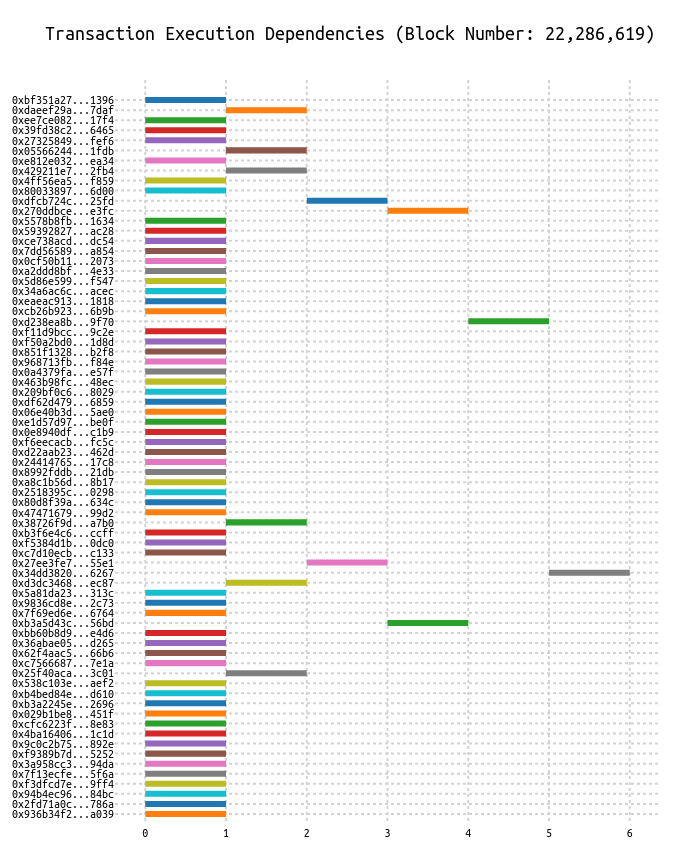 Transaction Execution Dependencies (Block Number: 22,286,619)
0xbf351a27...1396
0xdaeef29a...7daf
0xee7ce082...17f4
0x39fd38c2...6465
0x27325849...fef6
0x05566244...1fdb
0xe812e032...ea34
0x429211e7...2fb4
0x4ff56ea5...f859
0x80033897...6d00
0xdfcb724c...25fd
0x270ddbce...e3fc
0x5578b8fb...1634
0x59392827...ac28
0xce738acd...dc54
0x7dd56589...a854
0x0cf50b11...2073
0xa2ddd8bf...4e33
0x5d86e599...f547
0x34a6ac6c...acec
0xeaeac913...1818
0xcb26b923...6b9b
0xd238ea8b...9f70
0xf11d9bcc...9c2e
0xf50a2bd0...1d8d
0x851f1328...b2f8
0x968713fb...f84e
0x0a4379fa...e57f
0x463b98fc...48ec
0x209bf0c6...8029
0xdf62d479...6859
0x06e40b3d...5ae0
0xe1d57d97...be0f
0x0e8940df...c1b9
0xf6eecacb...fc5c
0xd22aab23...462d
0x24414765...17c8
0x8992fddb...21db
0xa8c1b56d...8b17
0x2518395c...0298
0x80d8f39a...634c
0x47471679...99d2
0x38726f9d...a7b0
0xb3f6e4c6...ccff
0xf5384d1b...0dc0
0xc7d10ecb...c133
0x27ee3fe7...55e1
0x34dd3820...6267
0xd3dc3468...ec87
0x5a81da23...313c
0x9836cd8e...2c73
0x7f69ed6e...6764
0xb3a5d43c...56bd
0xbb60b8d9...e4d6
0x36abae05...d265
0x62f4aac5...66b6
0xc7566687...7e1a
0x25f40aca...3c01
0x538c103e...aef2
0xb4bed84e...d610
0xb3a2245e...2696
0x029b1be8...451f
0xcfc6223f...8e83
0x4ba16406...1c1d
0x9c0c2b75...892e
0xf9389b7d...5252
0x3a958cc3...94da
0x7f13ecfe...5f6a
0xf3dfcd7e...9ff4
0x94b4ec96...84bc
0x2fd71a0c...786a
0x936b34f2...a039
0 1 2 3 4 5 6